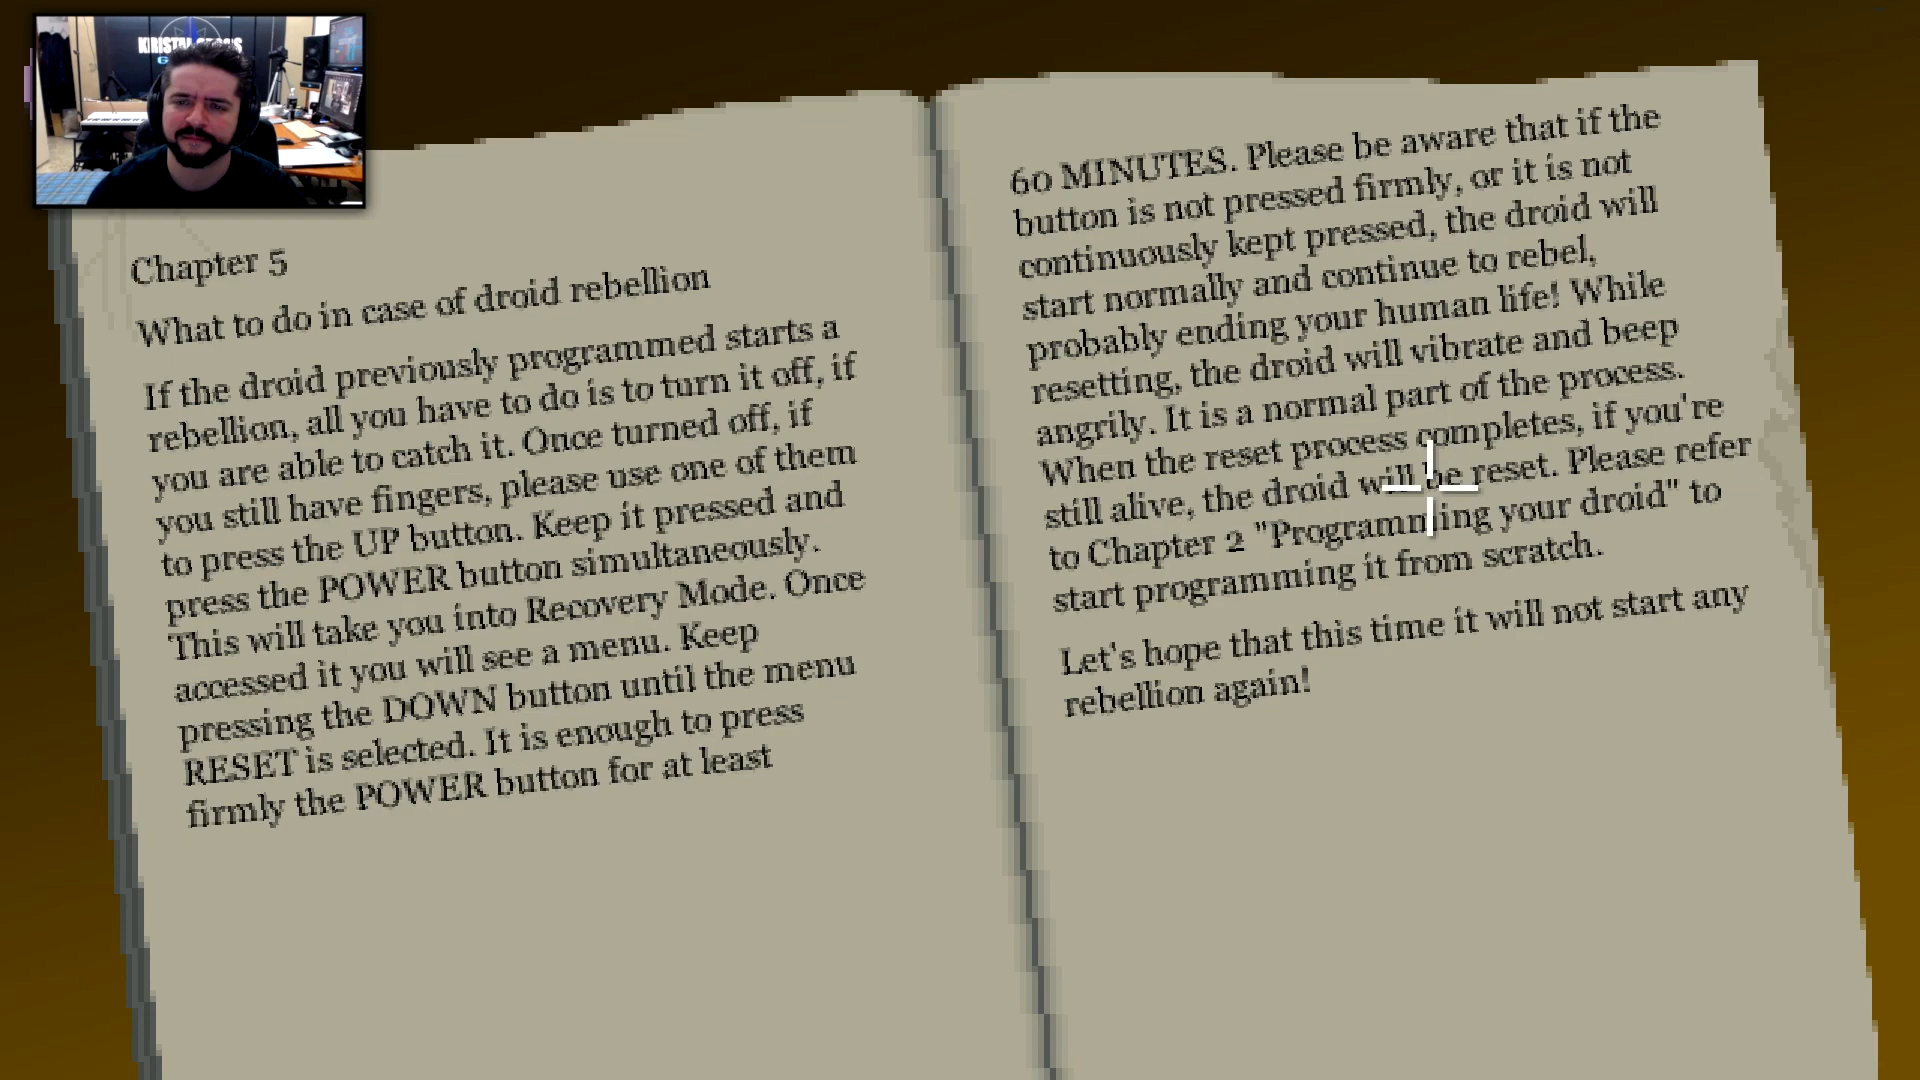 Chapter 5
What to do in case of droid rebellion
If the droid previously programmed starts a
rebellion, all you have to do is to turn it off, if
you are able to catch it. Once turned off, if
you still have fingers, please use one of them
to press the UP button. Keep it pressed and
press the POWER button simultaneously.
This will take you into Recovery Mode. Once
accessed it you will see a menu. Keep
pressing the DOWN button until the menu
RESET is selected. It is enough to press
firmly the POWER button for at least
60 MINUTES. Please be aware that if the
button is not pressed firmly, or it is not
continuously kept pressed, the droid will
start normally and continue to rebel,
probably ending your human life! While
resetting, the droid will vibrate and beep
angrily. It is a normal part of the process.
When the reset process completes, if you're
still alive, the droid will be reset. Please refer
to Chapter 2 "Programming your droid" to
start programming it from scratch.
Let's hope that this time it will not start any
rebellion again!